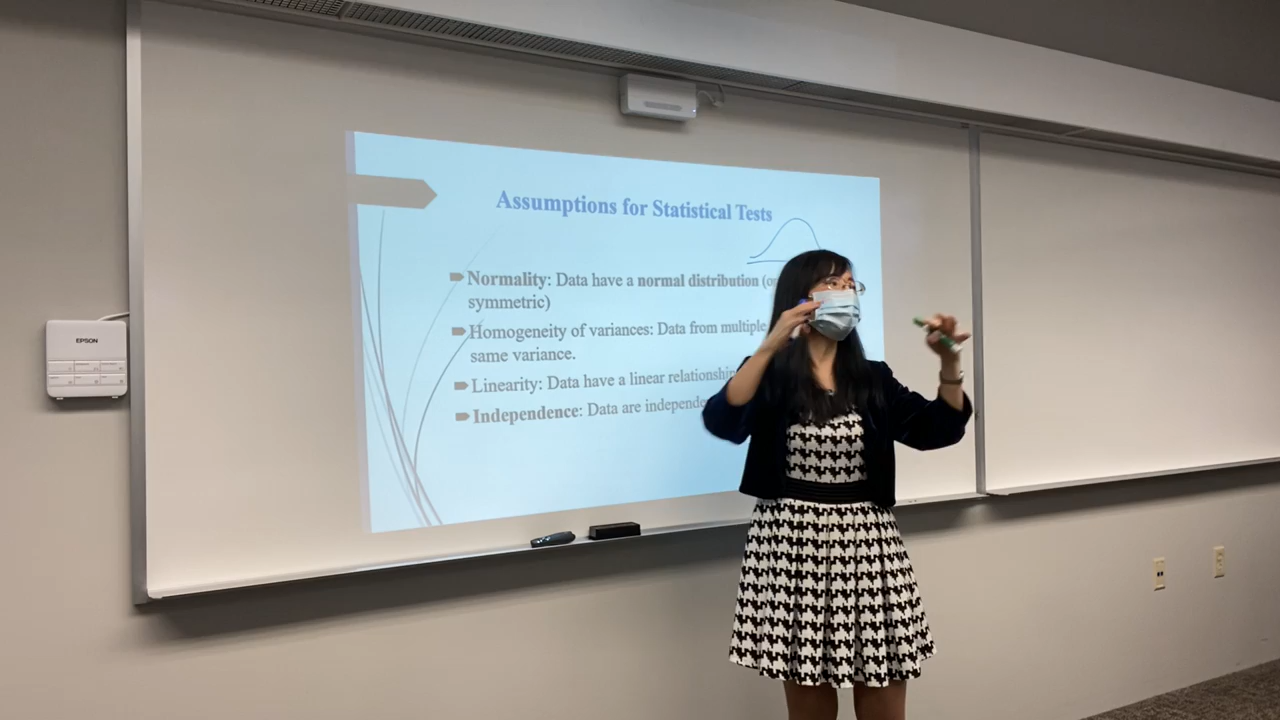 EPSON
Assumptions for Statistical Tests
Normality: Data have a normal distribution (or
symmetric)
Homogeneity of variances: Data from multiple
same variance.
Linearity: Data have a linear relationship
Independence: Data are independe